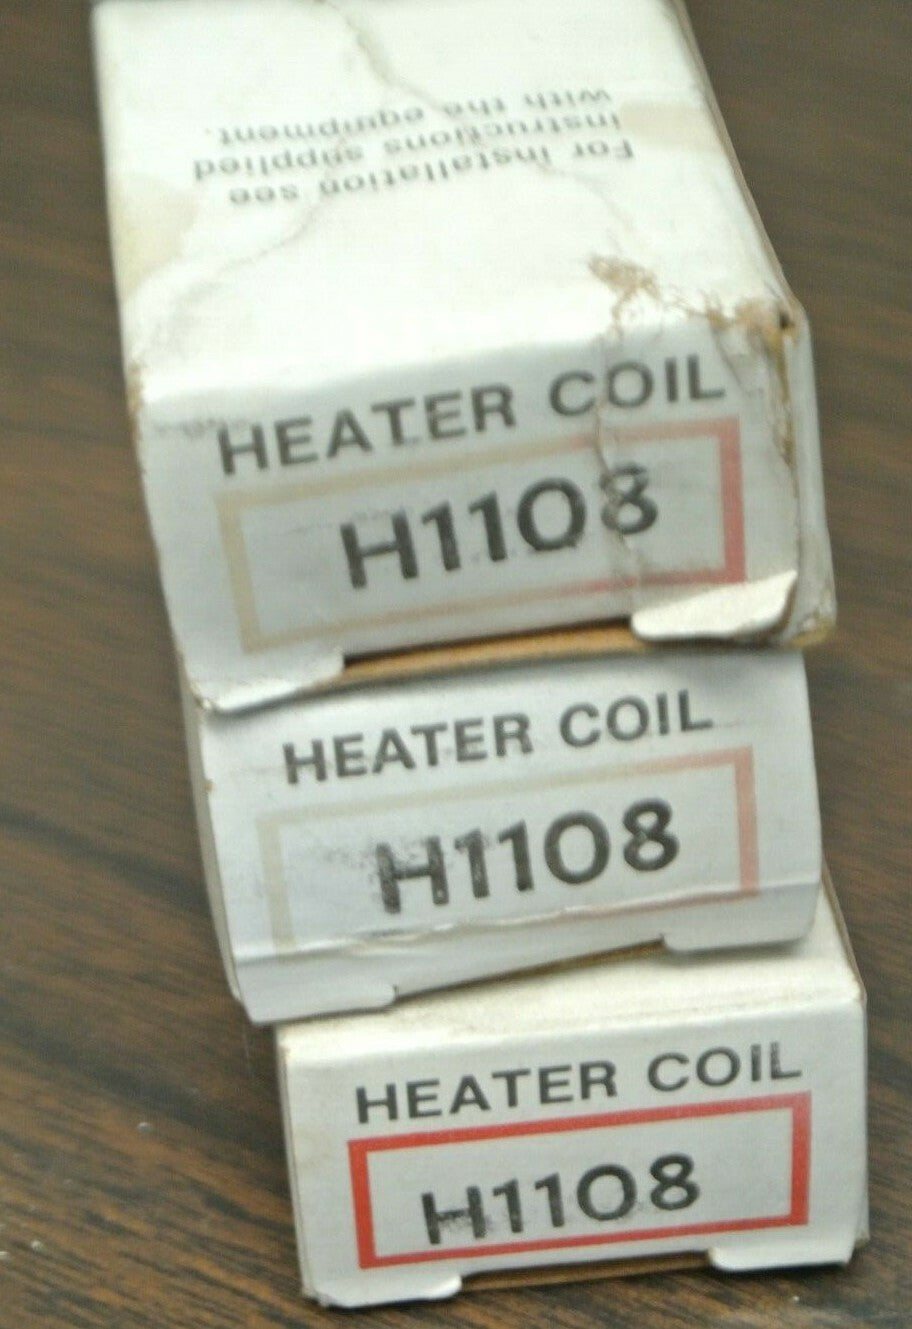 For installation see
instructions supplied
with the equipment.
HEATER COIL
H1108
HEATER COIL
H1108
HEATER COIL
H1108